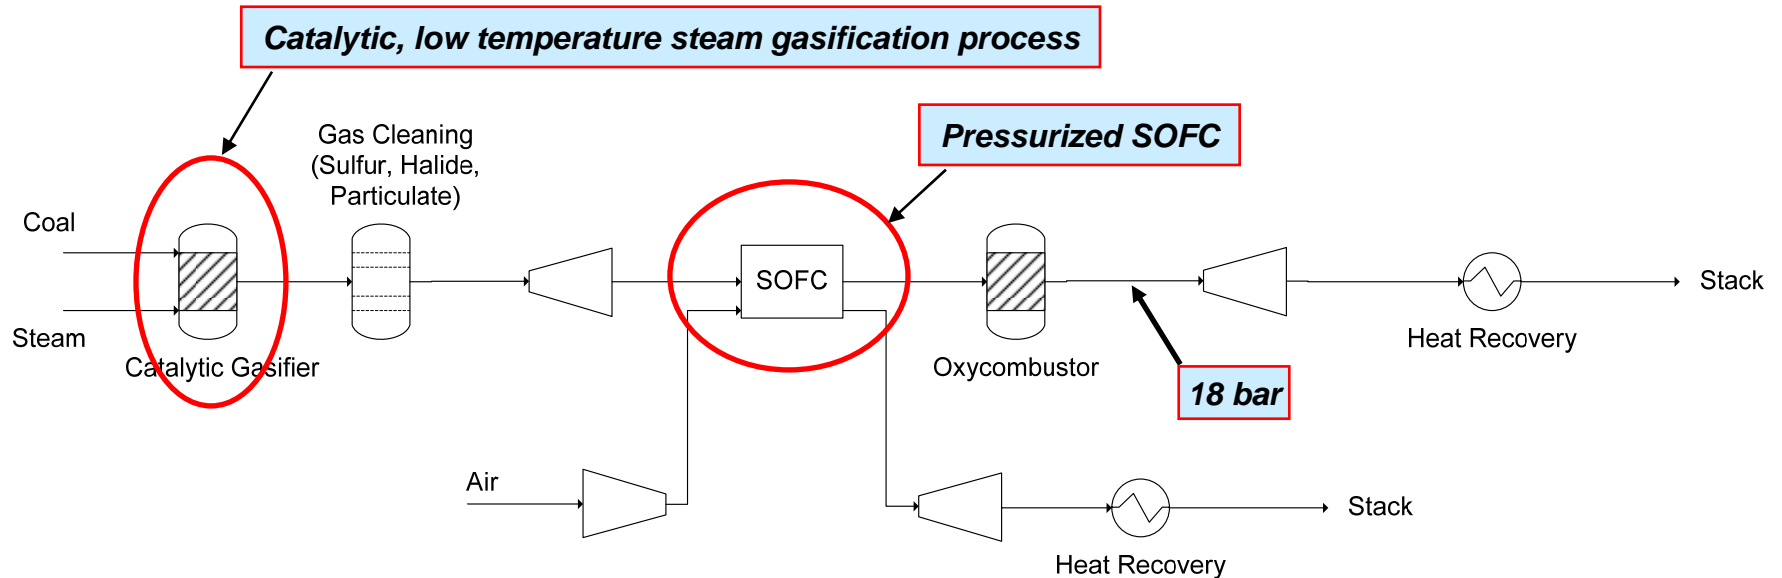 Catalytic, low temperature steam gasification process
Gas Cleaning
(Sulfur, Halide,
Particulate)
Pressurized SOFC
Coal
Steam
Catalytic Gasifier
SOFC
Oxycombustor
18 bar
Heat Recovery
Stack
Air
Heat Recovery
Stack